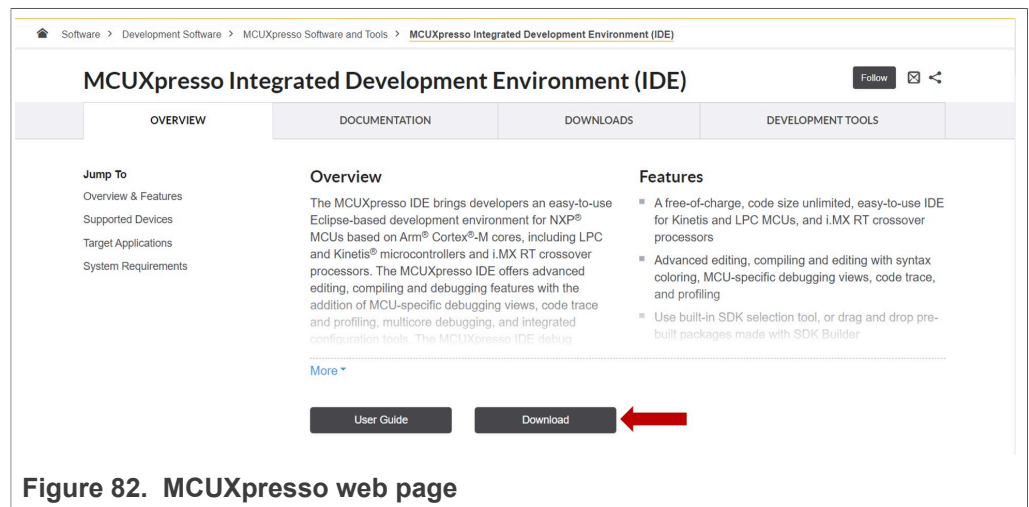 Software > Development Software > MCUXpresso Software and Tools > MCUXpresso Integrated Development Environment (IDE)
MCUXpresso Integrated Development Environment (IDE)
Follow
OVERVIEW
DOCUMENTATION
DOWNLOADS
DEVELOPMENT TOOLS
Jump To
Overview & Features
Supported Devices
Target Applications
System Requirements
Overview
The MCUXpresso IDE brings developers an easy-to-use
Eclipse-based development environment for NXP®
MCUs based on Arm® Cortex®-M cores, including LPC
and Kinetis® microcontrollers and i.MX RT crossover
processors. The MCUXpresso IDE offers advanced
editing, compiling and debugging features with the
addition of MCU-specific debugging views, code trace
and profiling, multicore debugging, and integrated
configuration tools. The MCUXpresso IDE debug
More
User Guide
Download
Features
A free-of-charge, code size unlimited, easy-to-use IDE
for Kinetis and LPC MCUs, and i.MX RT crossover
processors
Advanced editing, compiling and editing with syntax
coloring, MCU-specific debugging views, code trace,
and profiling
Use built-in SDK selection tool, or drag and drop pre-
built packages made with SDK Builder
Figure 82. MCUXpresso web page